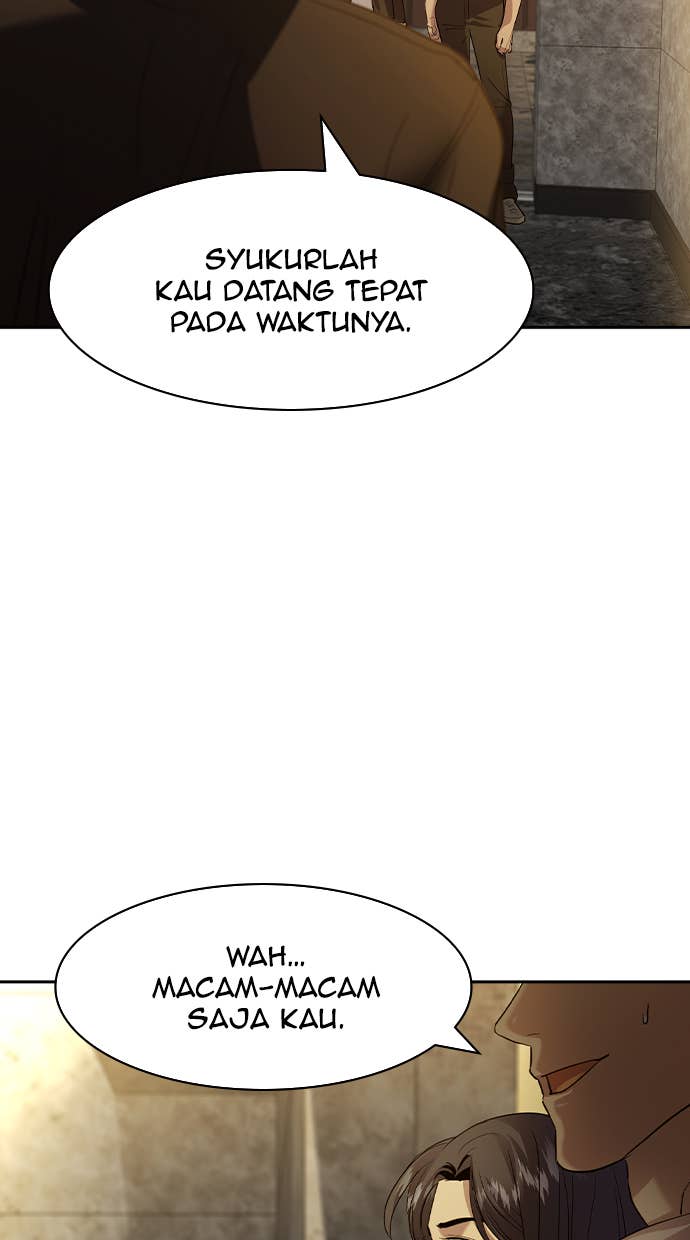 SYUKURLAH
KAU DATANG TEPAT
PADA WAKTUNYA.
WAH...
MACAM-MACAM
SAJA KAU.